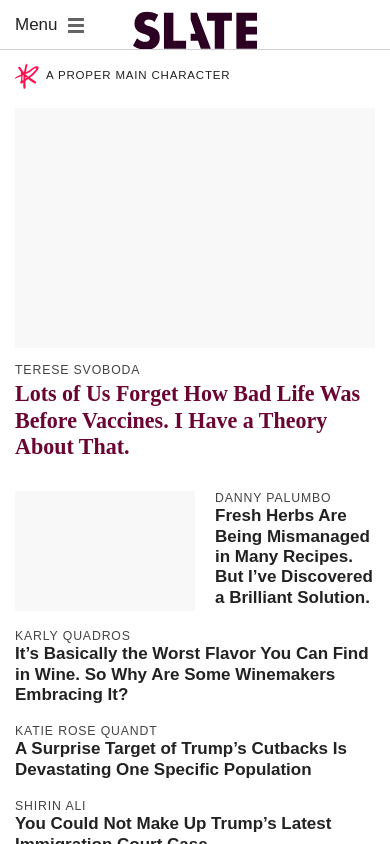 Menu
SLATE
A PROPER MAIN CHARACTER
TERESE SVOBODA
Lots of Us Forget How Bad Life Was
Before Vaccines. I Have a Theory
About That.
DANNY PALUMBO
Fresh Herbs Are
Being Mismanaged
in Many Recipes.
But I’ve Discovered
a Brilliant Solution.
KARLY QUADROS
It’s Basically the Worst Flavor You Can Find
in Wine. So Why Are Some Winemakers
Embracing It?
KATIE ROSE QUANDT
A Surprise Target of Trump’s Cutbacks Is
Devastating One Specific Population
SHIRIN ALI
You Could Not Make Up Trump’s Latest
Immigration Court Case